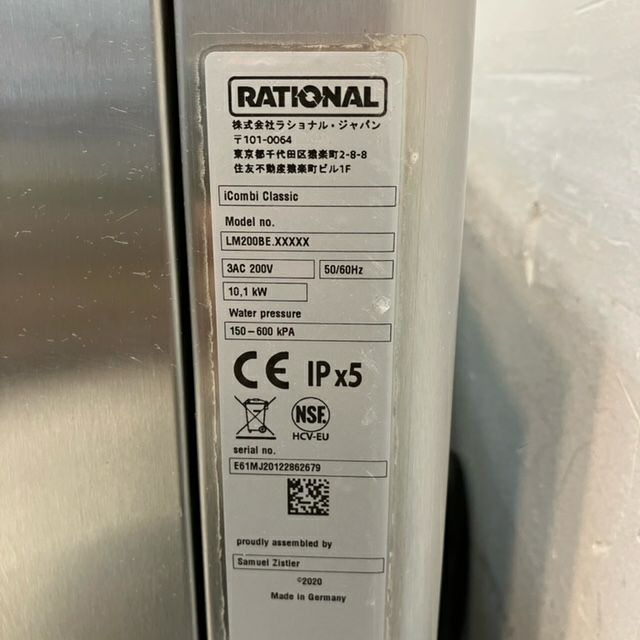 RATIONAL
株式会社ラショナル・ジャパン
〒101-0064
東京都千代田区猿楽町2-8-8
住友不動産猿楽町ビル1F
iCombi Classic
Model no.
LM200BE.XXXXX
3AC 200V 50/60Hz
10,1 kW
Water pressure
150-600 kPA
CE IPx5
NSF.
HCV-EU
serial no.
E61MJ20122862679
proudly assembled by
Samuel Zistler
©2020
Made in Germany